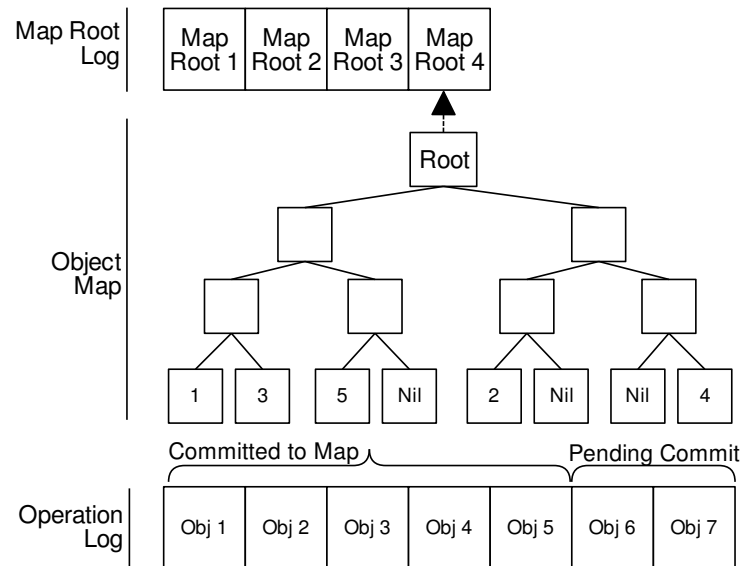 Map Root
Log
Map
Root 1
Map
Root 2
Map
Root 3
Map
Root 4
Object
Map
Root
1
3
5
Nil
2
Nil
Nil
4
Committed to Map
Pending Commit
Operation
Log
Obj 1
Obj 2
Obj 3
Obj 4
Obj 5
Obj 6
Obj 7